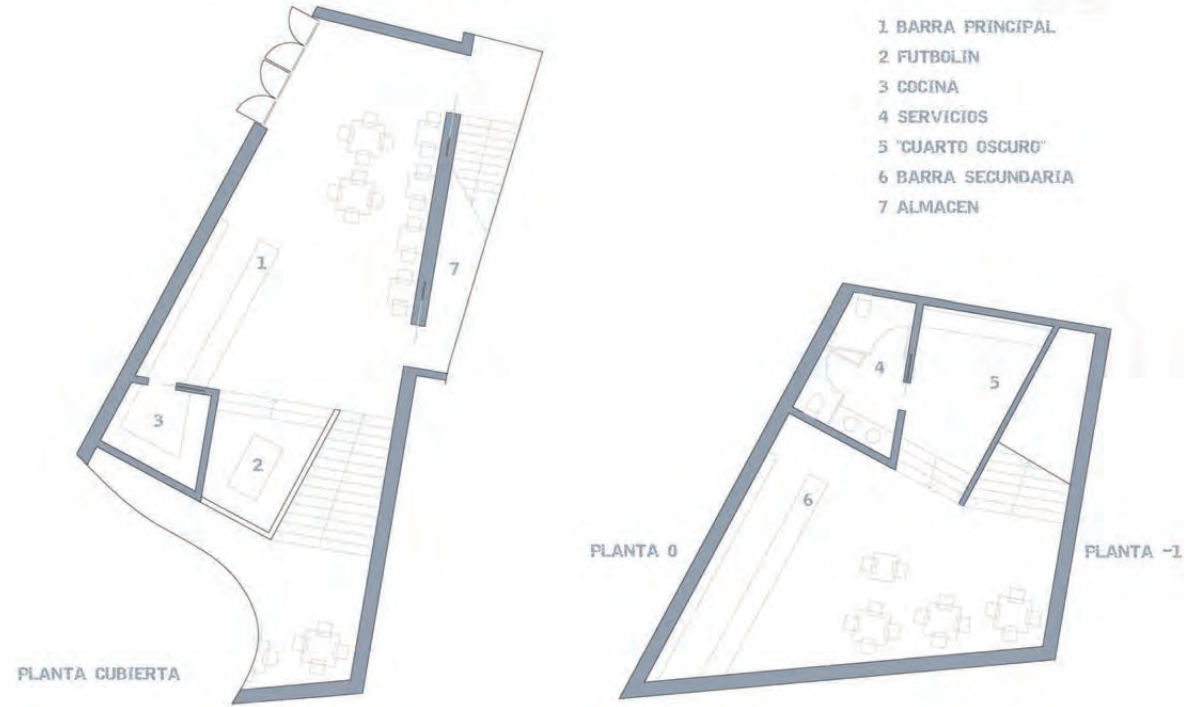 1 BARRA PRINCIPAL
2 FUTBOLIN
3 COCINA
4 SERVICIOS
5 "CUARTO OSCURO"
6 BARRA SECUNDARIA
7 ALMACEN
1
7
3
2
4
5
6
PLANTA 0
PLANTA -1
PLANTA CUBIERTA